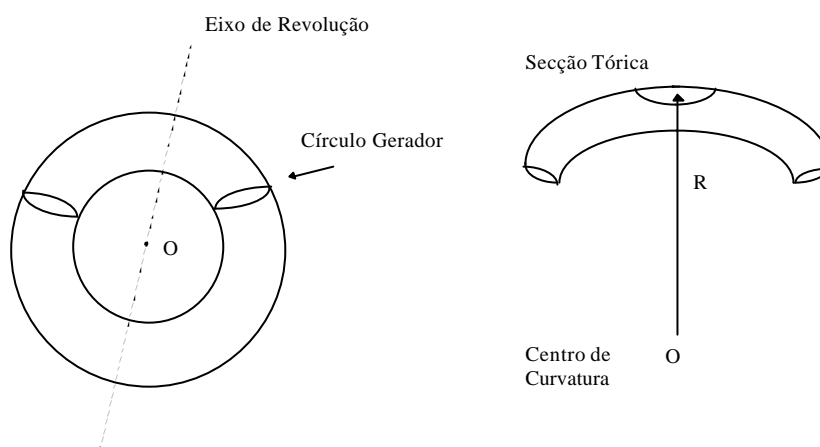 Eixo de Revolução
Círculo Gerador
O
Secção Tórica
R
Centro de
Curvatura
O